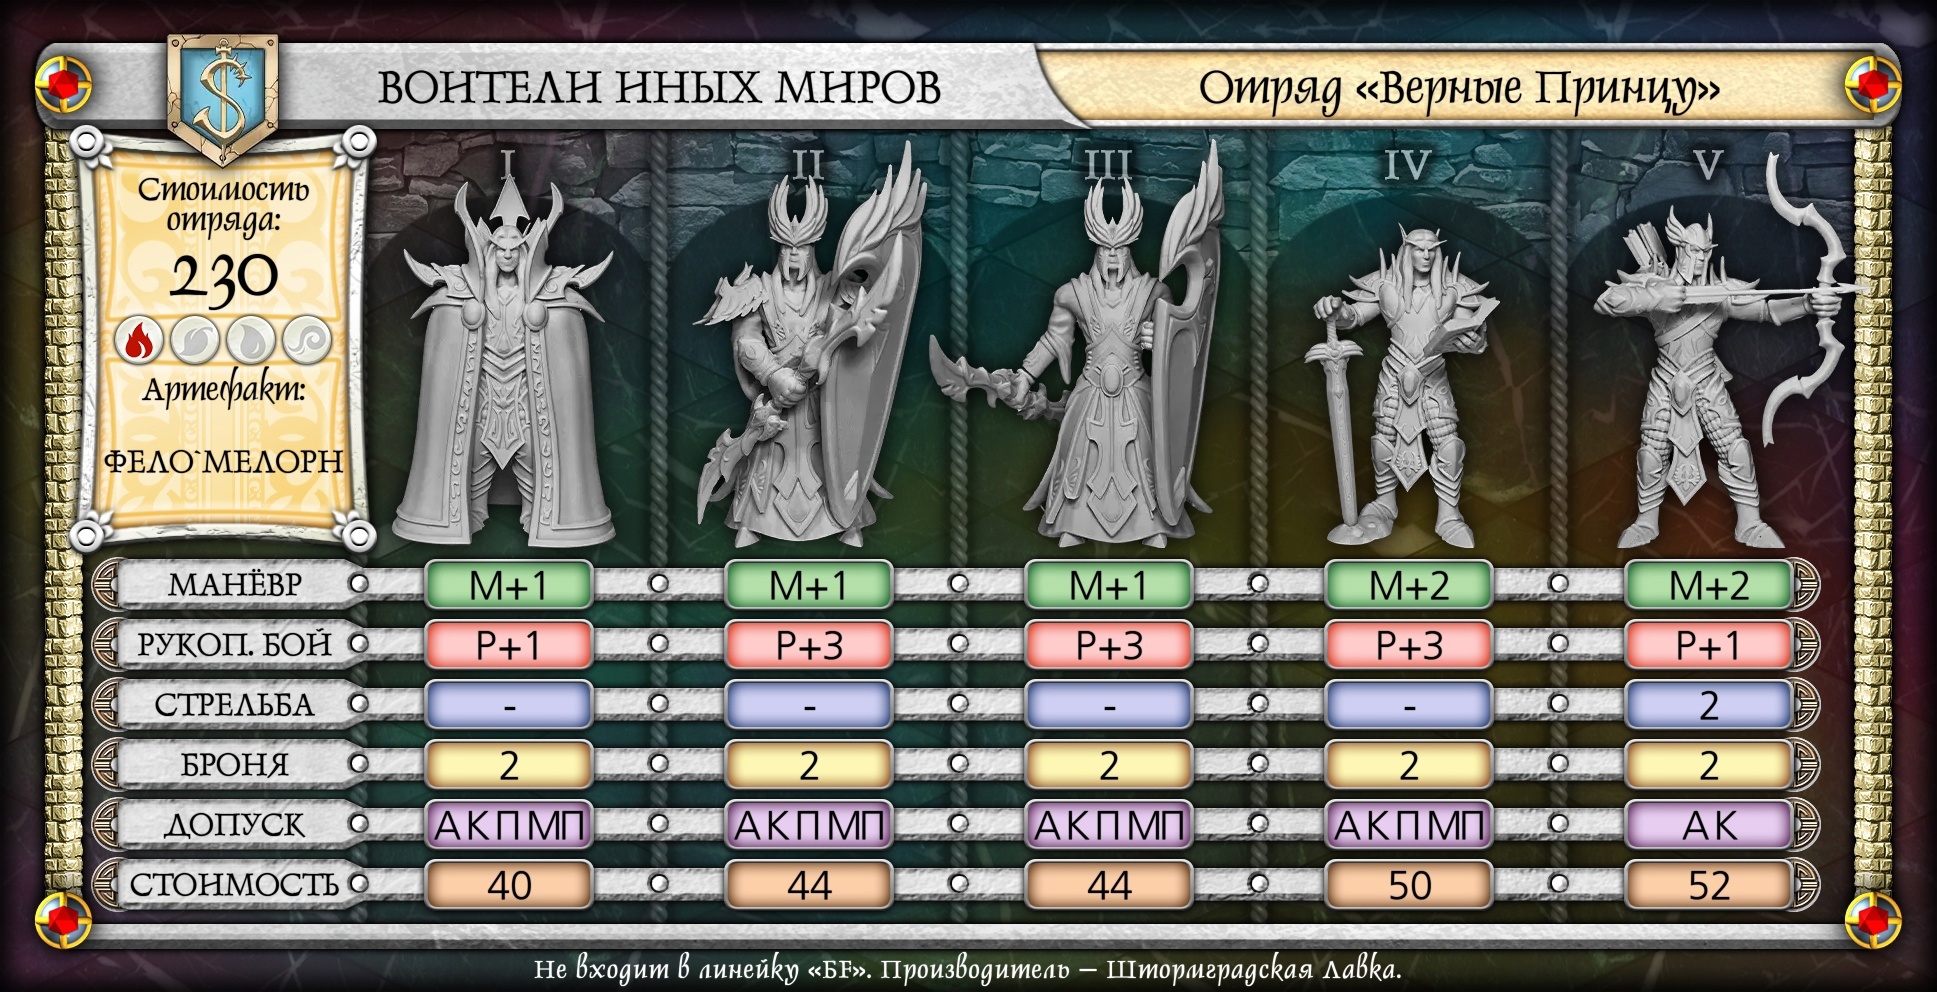 ВОИТЕЛИ ИНЫХ МИРОВ
Отряд «Верные Принцу»
Стоимость
отряда:
230
Артефакт:
ФЕЛО`МЕЛОРН
I II III IV V
МАНЁВР M+1 M+1 M+1 M+2 M+2
РУКОП. БОЙ P+1 P+3 P+3 P+3 P+1
СТРЕЛЬБА - - - - 2
БРОНЯ 2 2 2 2 2
ДОПУСК АКПМП АКПМП АКПМП АКПМП АК
СТОИМОСТЬ 40 44 44 50 52
Не входит в линейку «БF». Производитель – Штормградская Лавка.